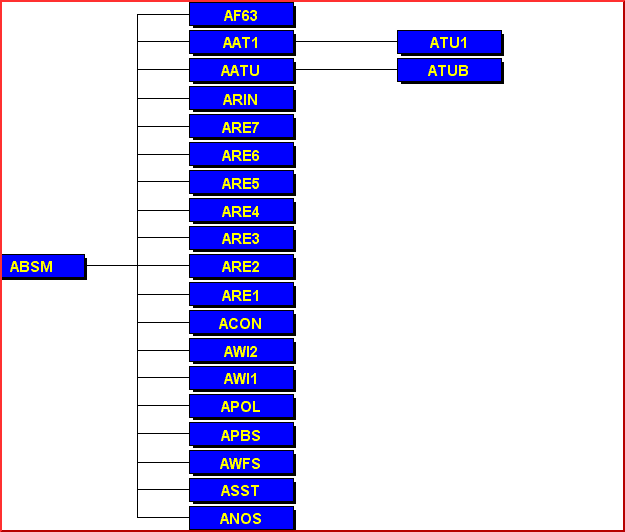 AF63
AAT1 ATU1
AATU ATUB
ARIN
ARE7
ARE6
ARE5
ARE4
ARE3
ABSM ARE2
ARE1
ACON
AWI2
AWI1
APOL
APBS
AWFS
ASST
ANOS